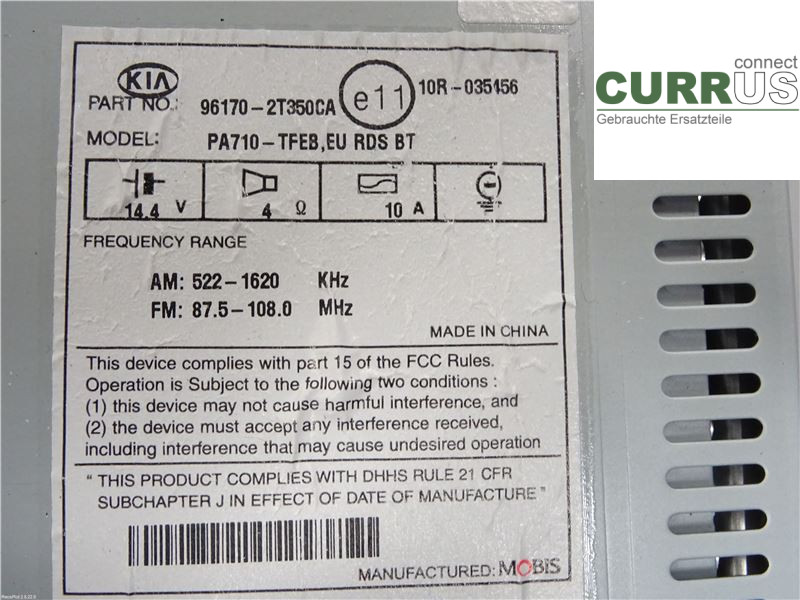 KIA
PART NO.: 96170-2T350CA
e11
10R-035456
MODEL: PA710-TFEB,EU RDS BT
14.4 V
4 Ω
10 A
FREQUENCY RANGE
AM: 522-1620 KHz
FM: 87.5-108.0 MHz
MADE IN CHINA
This device complies with part 15 of the FCC Rules.
Operation is Subject to the following two conditions :
(1) this device may not cause harmful interference, and
(2) the device must accept any interference received,
including interference that may cause undesired operation
" THIS PRODUCT COMPLIES WITH DHHS RULE 21 CFR
SUBCHAPTER J IN EFFECT OF DATE OF MANUFACTURE "
MANUFACTURED: MOBIS
connect
CURRUS
Gebrauchte Ersatzteile